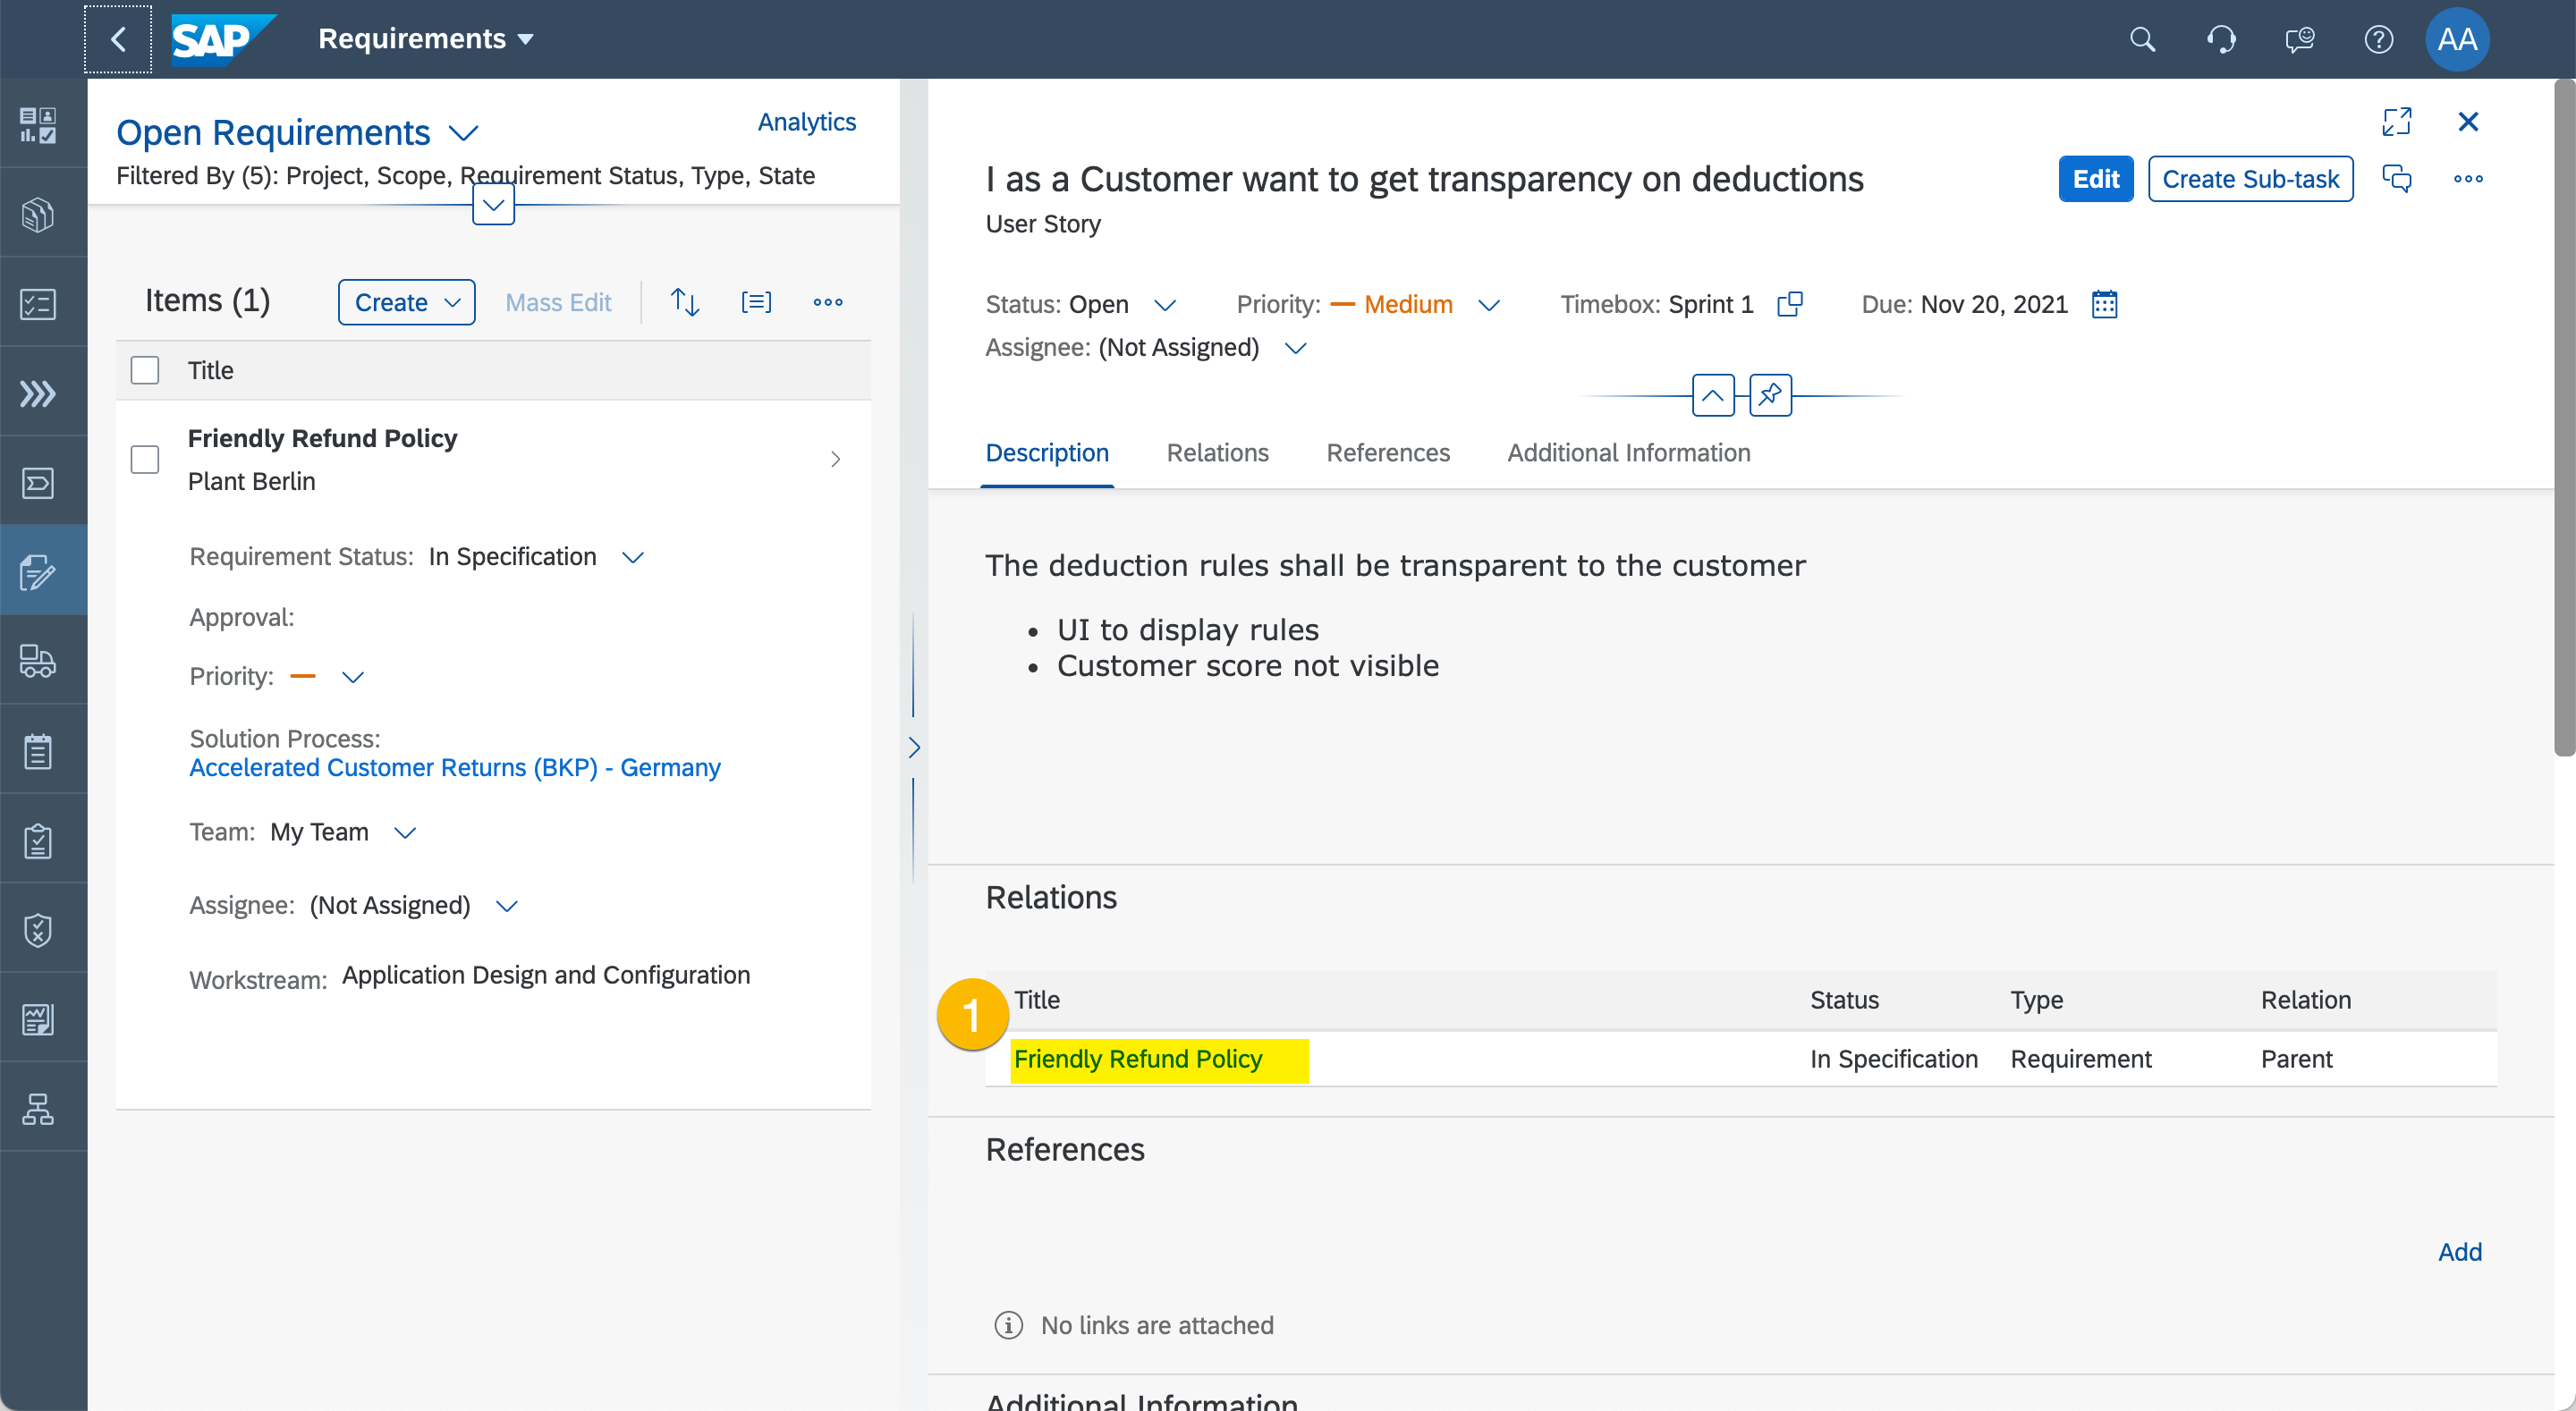 SAP
Requirements
AA
Open Requirements
Analytics
Filtered By (5): Project, Scope, Requirement Status, Type, State
Items (1)
Create
Mass Edit
Title
Friendly Refund Policy
Plant Berlin
Requirement Status: In Specification
Approval:
Priority:
Solution Process:
Accelerated Customer Returns (BKP) - Germany
Team: My Team
Assignee: (Not Assigned)
Workstream: Application Design and Configuration
I as a Customer want to get transparency on deductions
Edit
Create Sub-task
User Story
Status: Open
Priority: Medium
Timebox: Sprint 1
Due: Nov 20, 2021
Assignee: (Not Assigned)
Description
Relations
References
Additional Information
The deduction rules shall be transparent to the customer
• UI to display rules
• Customer score not visible
Relations
1
Title Status Type Relation
Friendly Refund Policy In Specification Requirement Parent
References
Add
No links are attached
Additional Information